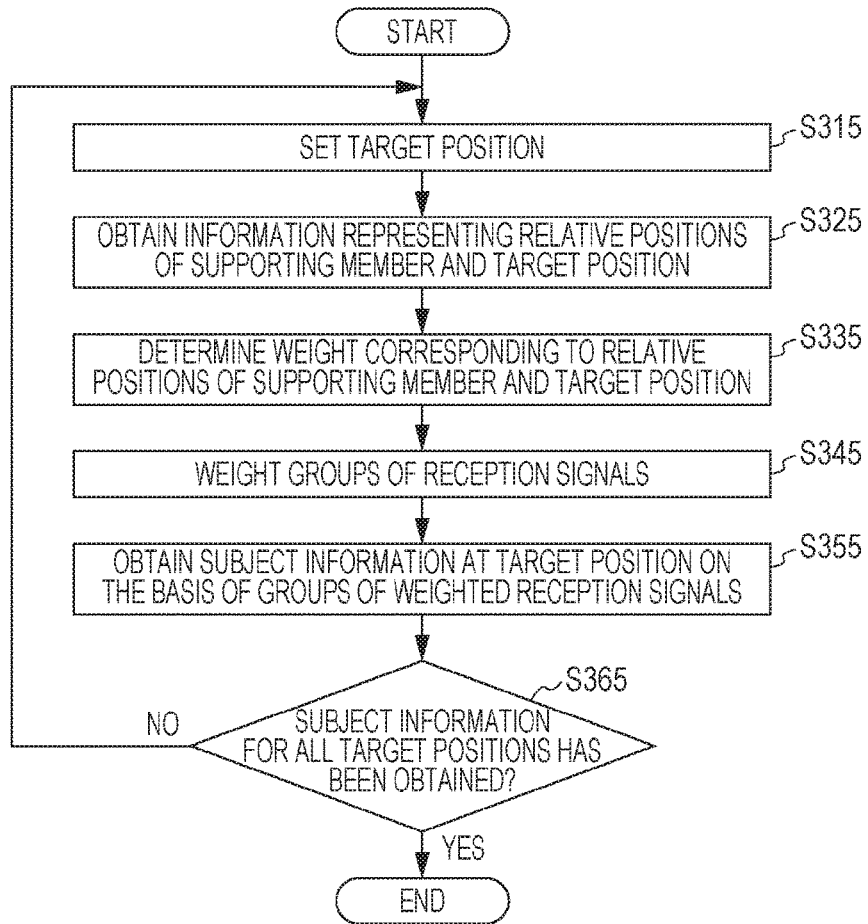 START
S315
SET TARGET POSITION
S325
OBTAIN INFORMATION REPRESENTING RELATIVE POSITIONS
OF SUPPORTING MEMBER AND TARGET POSITION
S335
DETERMINE WEIGHT CORRESPONDING TO RELATIVE
POSITIONS OF SUPPORTING MEMBER AND TARGET POSITION
S345
WEIGHT GROUPS OF RECEPTION SIGNALS
S355
OBTAIN SUBJECT INFORMATION AT TARGET POSITION ON
THE BASIS OF GROUPS OF WEIGHTED RECEPTION SIGNALS
S365
NO
SUBJECT INFORMATION
FOR ALL TARGET POSITIONS HAS
BEEN OBTAINED?
YES
END